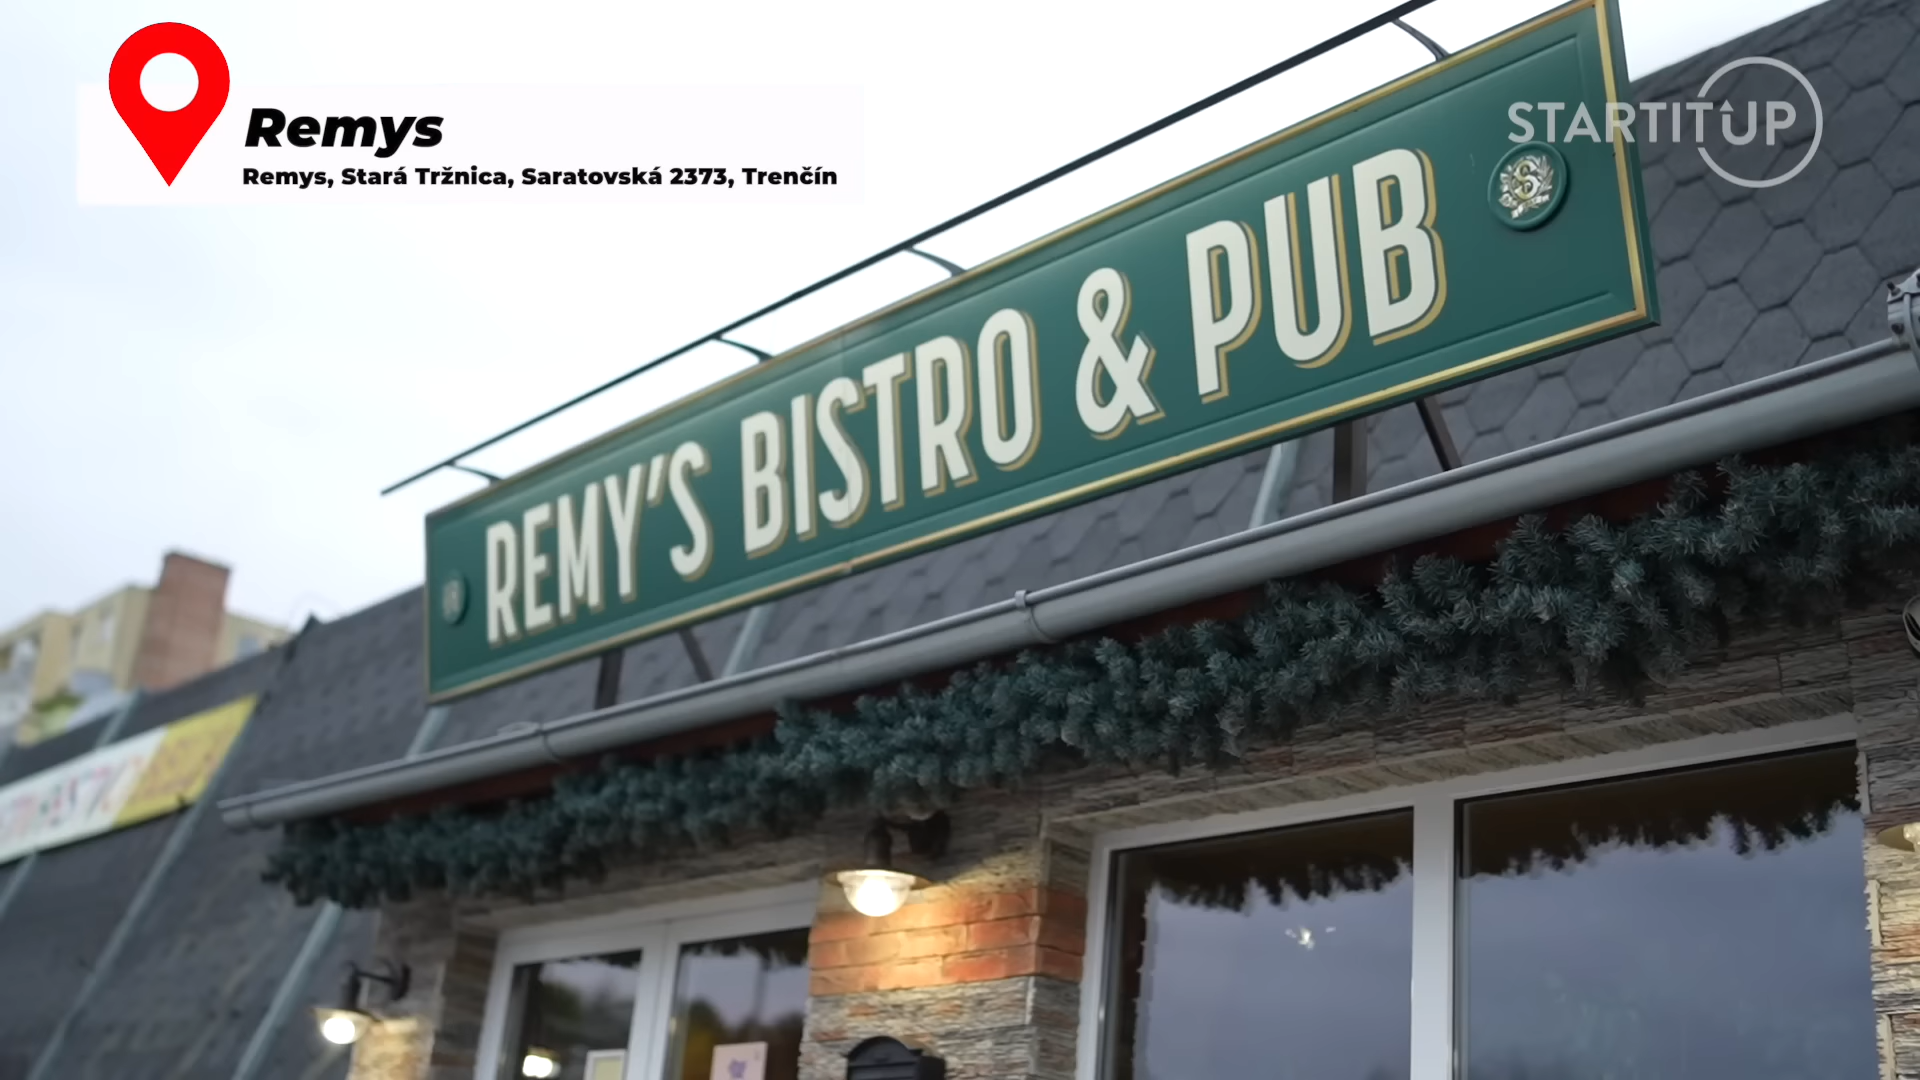 Remys
Remys, Stará Tržnica, Saratovská 2373, Trenčín
STARTITUP
REMY'S BISTRO & PUB